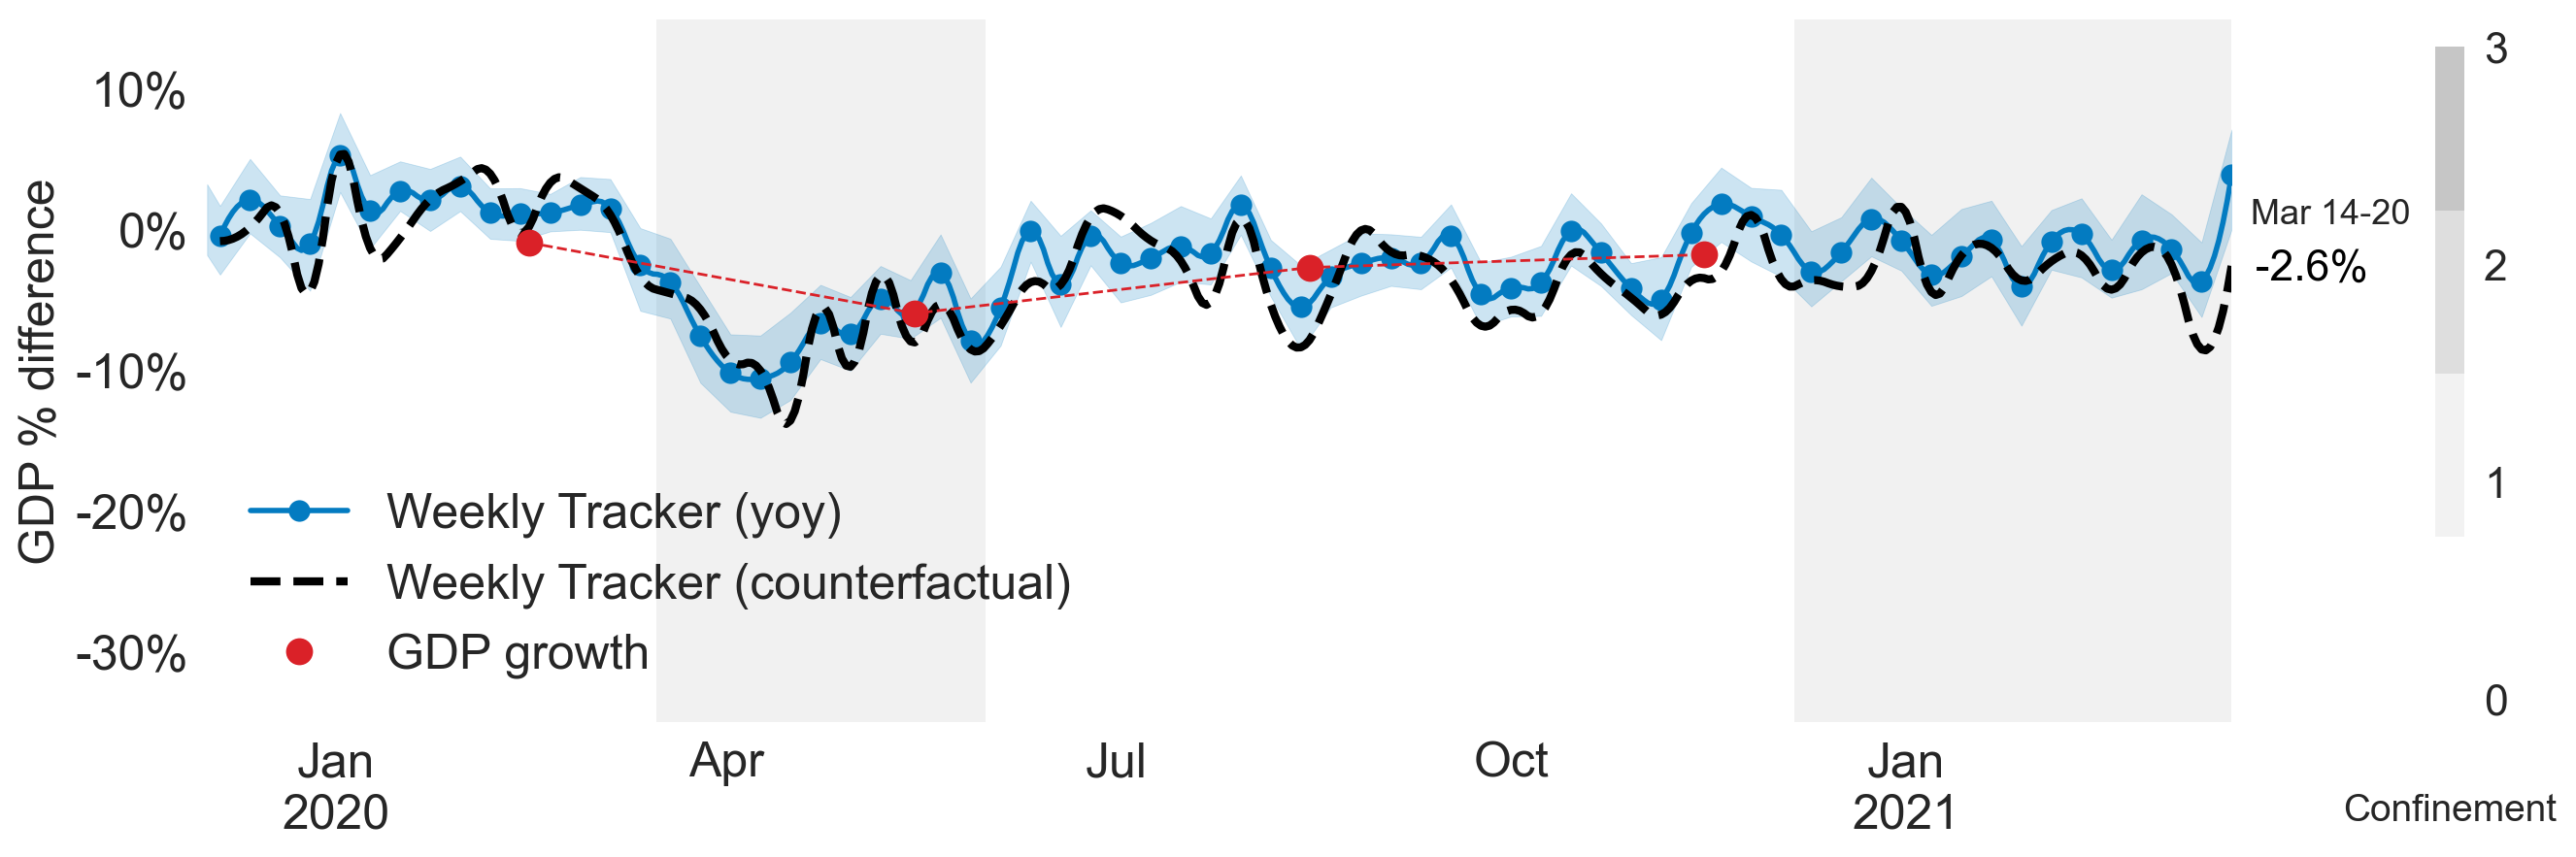 GDP % difference
10%
0%
-10%
-20%
-30%
Weekly Tracker (yoy)
Weekly Tracker (counterfactual)
GDP growth
Jan
2020
Apr
Jul
Oct
Jan
2021
Mar 14-20
-2.6%
3
2
1
0
Confinement